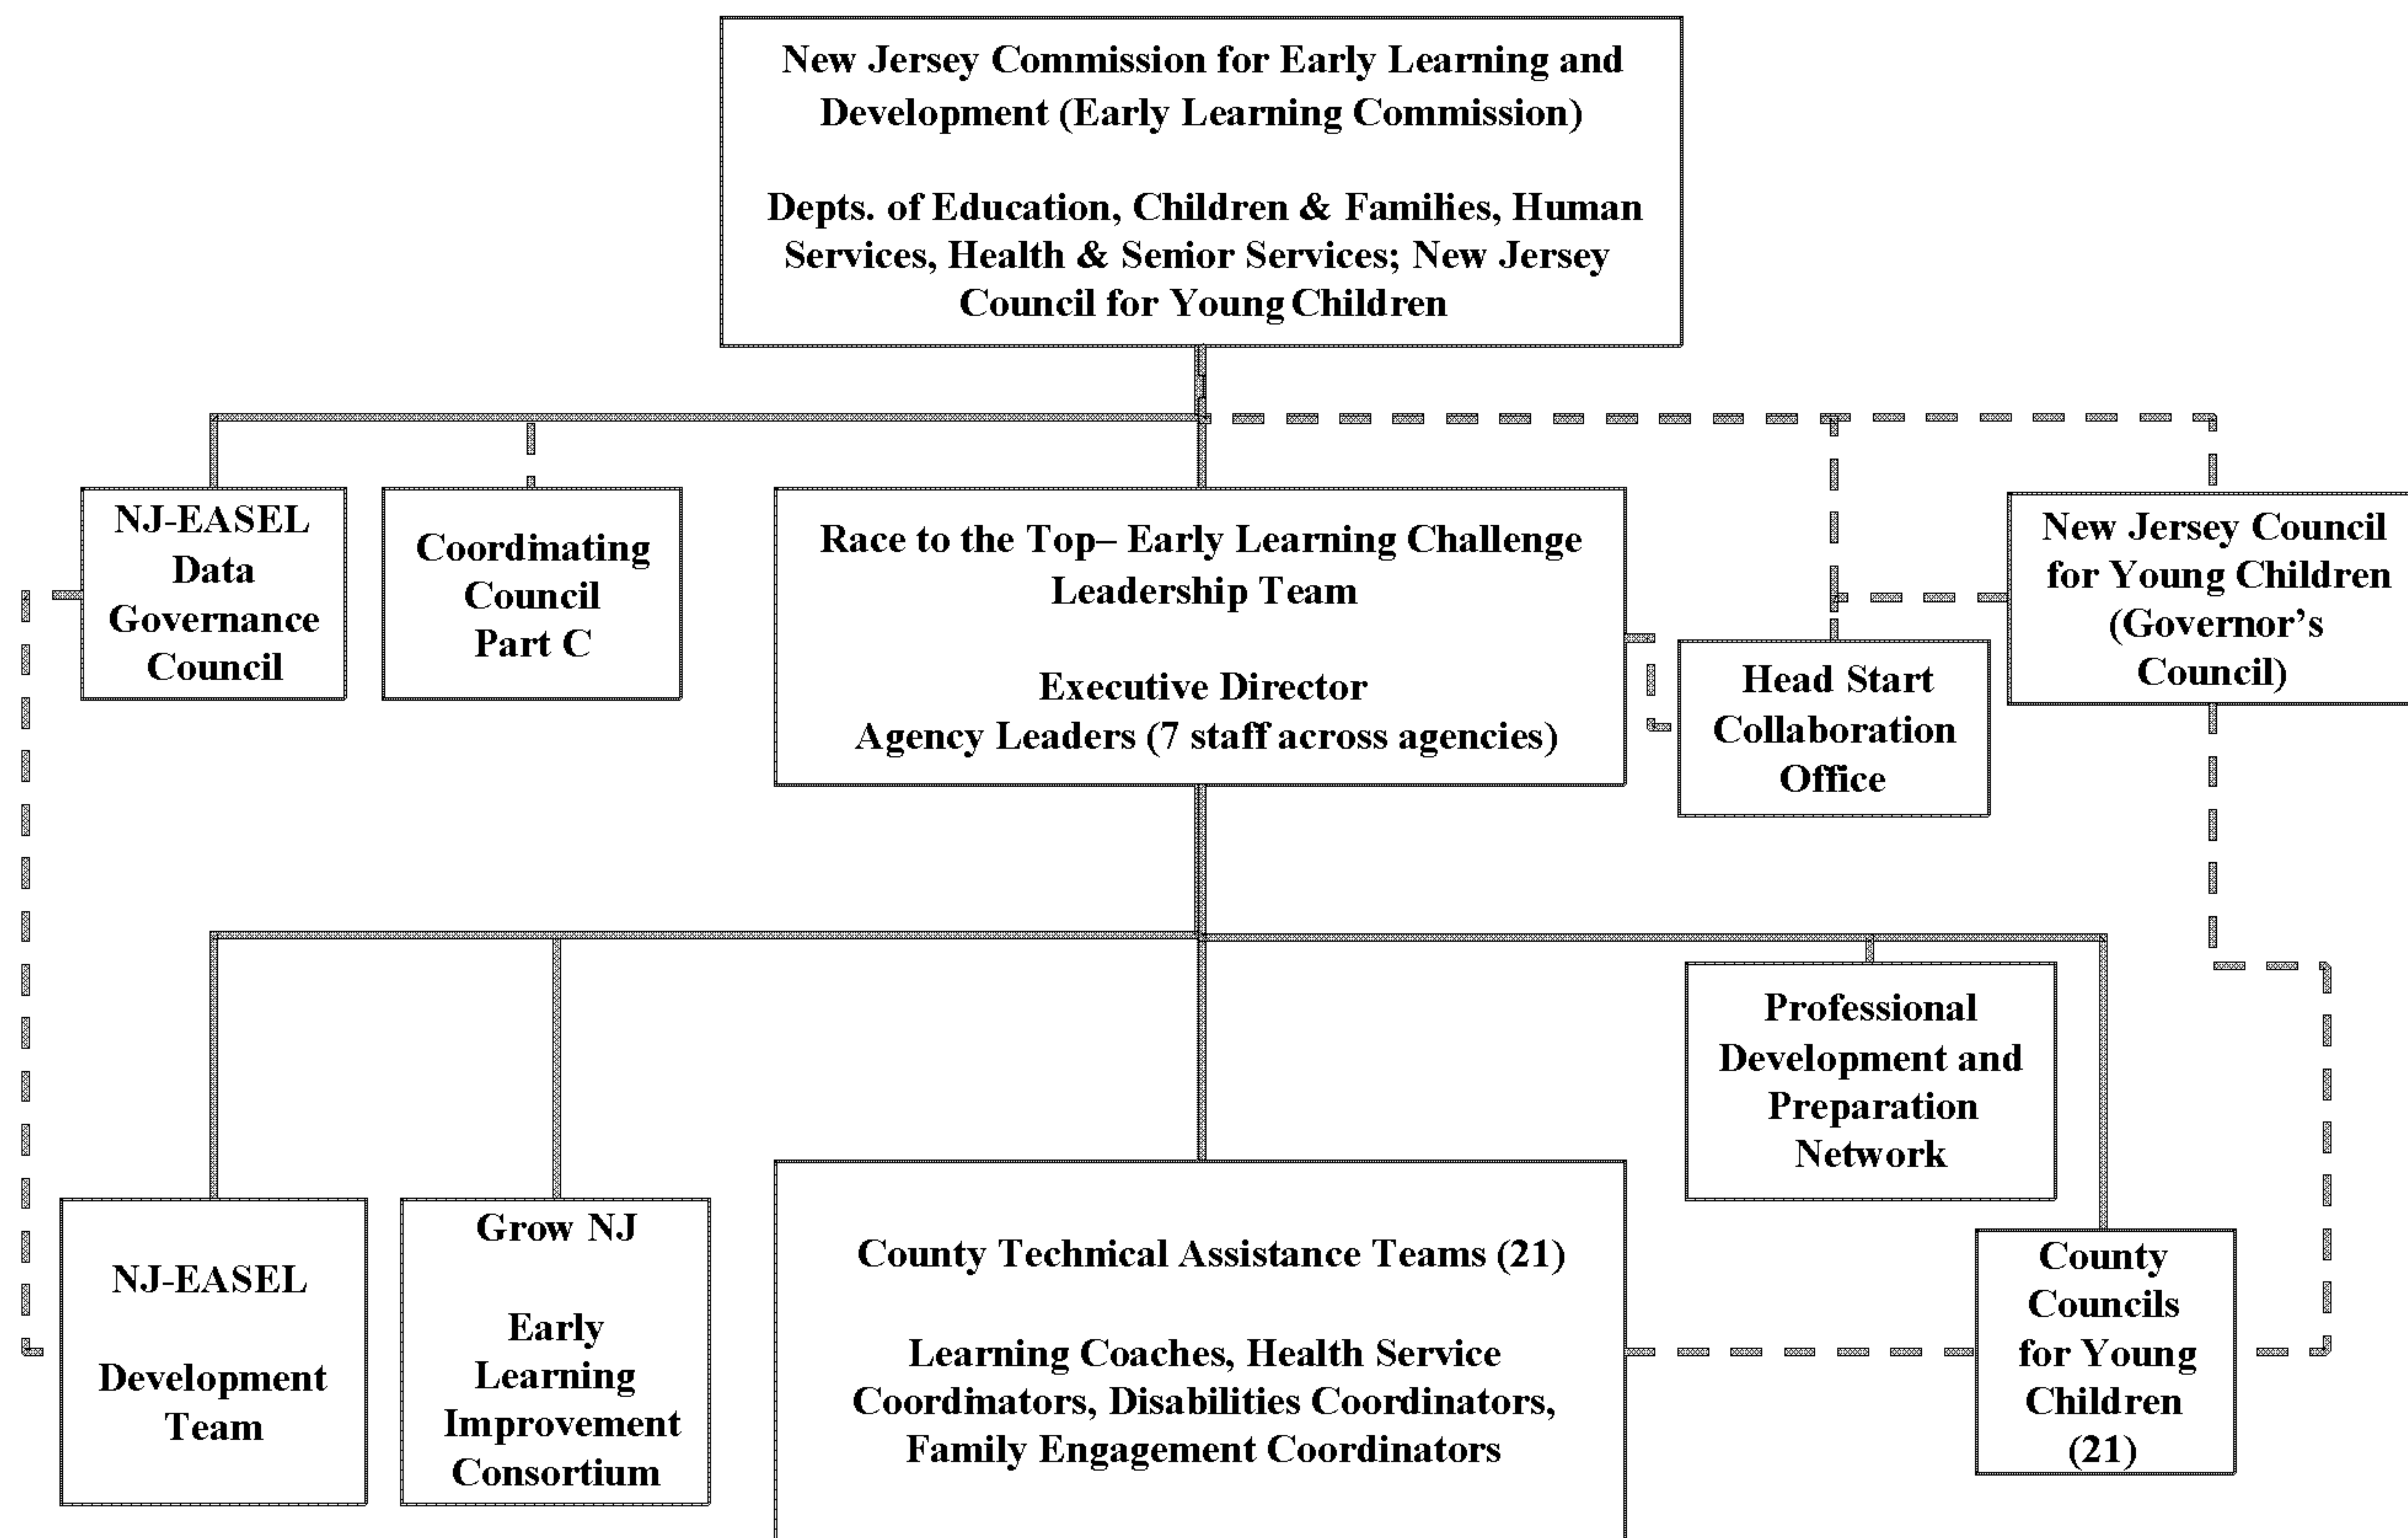 New Jersey Commission for Early Learning and
Development (Early Learning Commission)
Depts. of Education, Children & Families, Human
Services, Health & Senior Services; New Jersey
Council for Young Children
NJ-EASEL
Data
Governance
Council
Coordinating
Council
Part C
Race to the Top– Early Learning Challenge
Leadership Team
Executive Director
Agency Leaders (7 staff across agencies)
Head Start
Collaboration
Office
New Jersey Council
for Young Children
(Governor’s
Council)
NJ-EASEL
Development
Team
Grow NJ
Early
Learning
Improvement
Consortium
County Technical Assistance Teams (21)
Learning Coaches, Health Service
Coordinators, Disabilities Coordinators,
Family Engagement Coordinators
Professional
Development and
Preparation
Network
County
Councils
for Young
Children
(21)